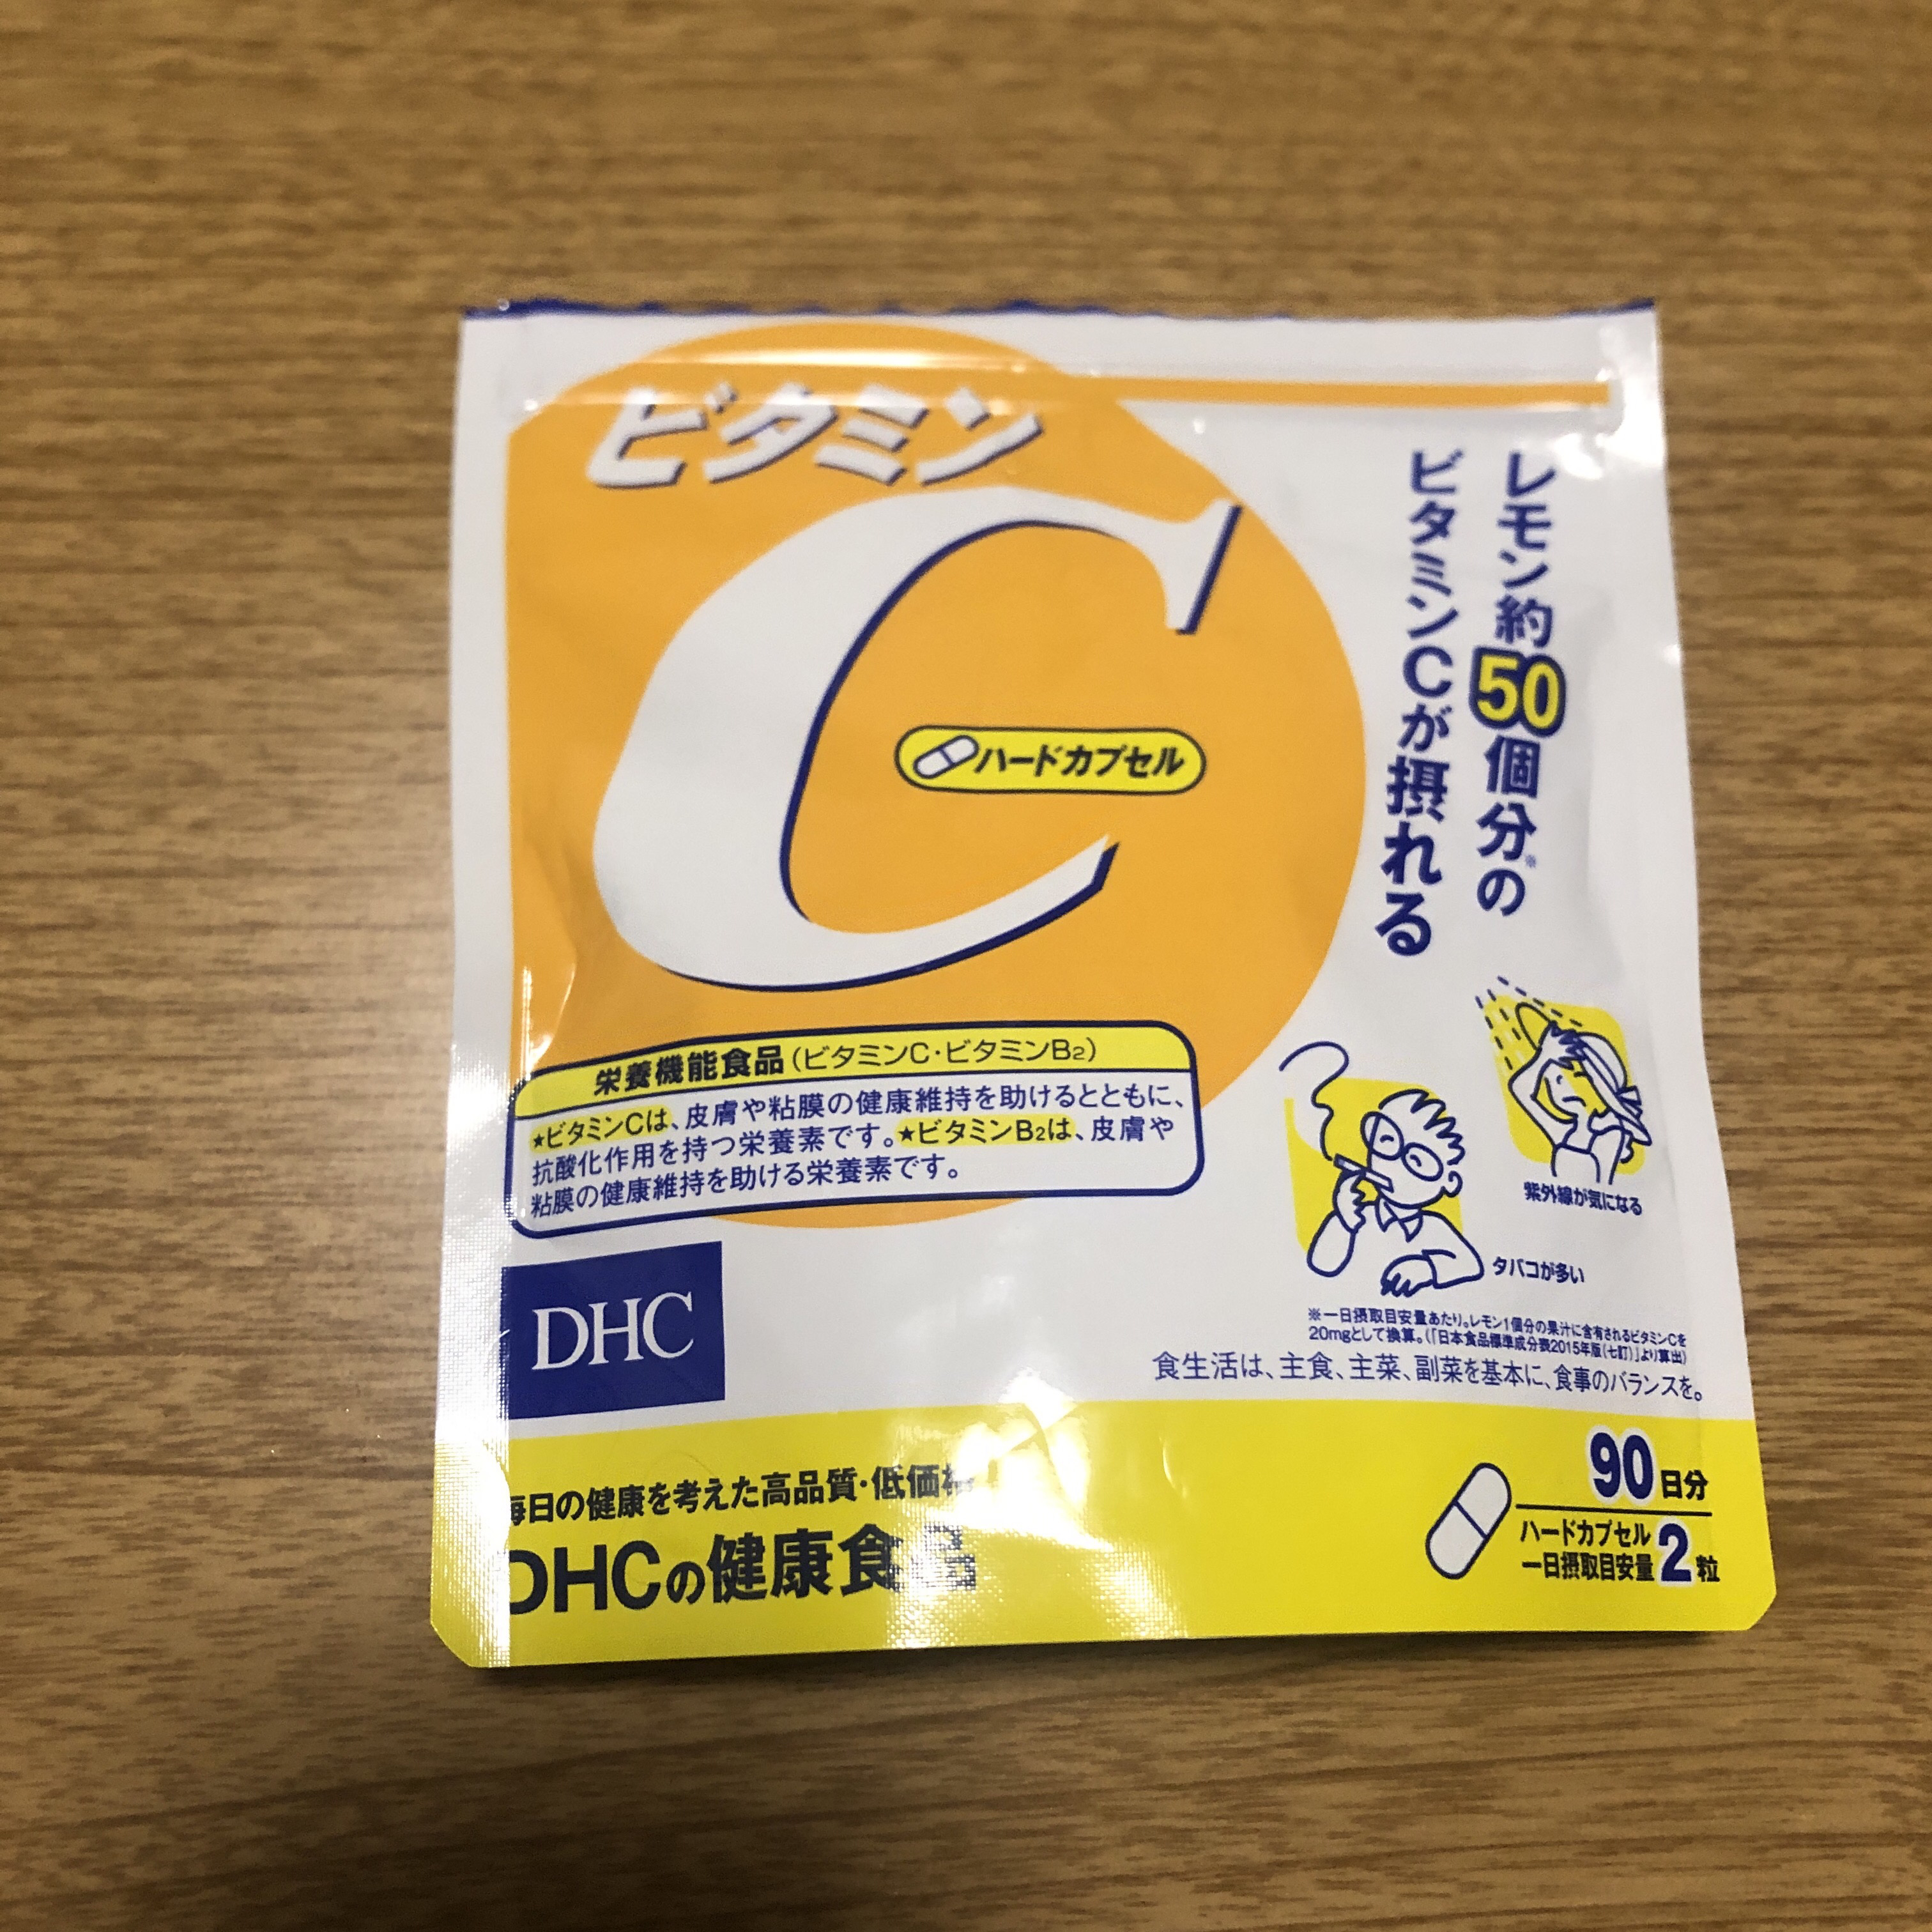 ビタミン
C
ハードカプセル
レモン約50個分※の
ビタミンCが摂れる
栄養機能食品(ビタミンC・ビタミンB2)
★ビタミンCは、皮膚や粘膜の健康維持を助けるとともに、
抗酸化作用を持つ栄養素です。★ビタミンB2は、皮膚や
粘膜の健康維持を助ける栄養素です。
紫外線が気になる
タバコが多い
DHC
※一日摂取目安量あたり。レモン1個分の果汁に含有されるビタミンCを
20mgとして換算。(「日本食品標準成分表2015年版(七訂)」より算出)
食生活は、主食、主菜、副菜を基本に、食事のバランスを。
毎日の健康を考えた高品質・低価格
DHCの健康食品
90日分
ハードカプセル
一日摂取目安量2粒